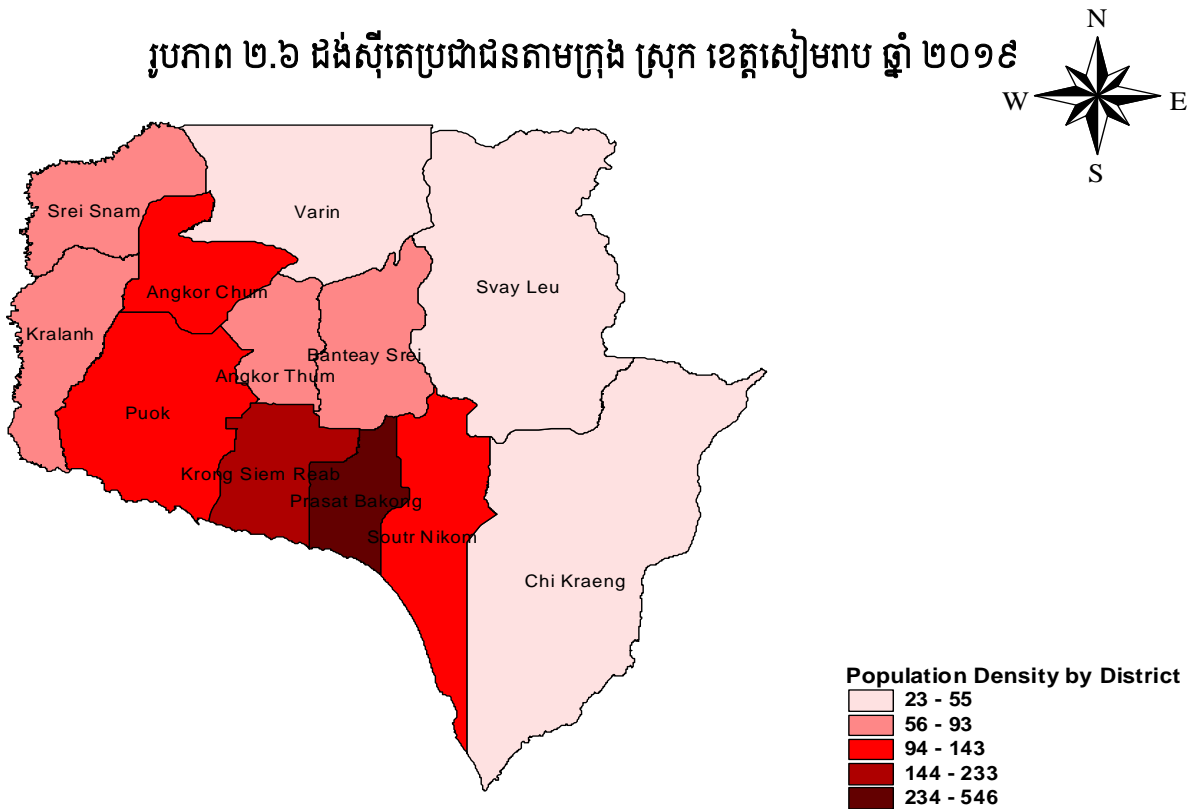 រូបភាព ២.៦ ដង់ស៊ីតេប្រជាជនតាមក្រុង ស្រុក ខេត្តសៀមរាប ឆ្នាំ ២០១៩
N
W
E
S
Srei Snam
Varin
Svay Leu
Angkor Chum
Kralanh
Banteay Srei
Angkor Thum
Puok
Krong Siem Reab
Prasat Bakong
Soutr Nikom
Chi Kraeng
Population Density by District
23 - 55
56 - 93
94 - 143
144 - 233
234 - 546